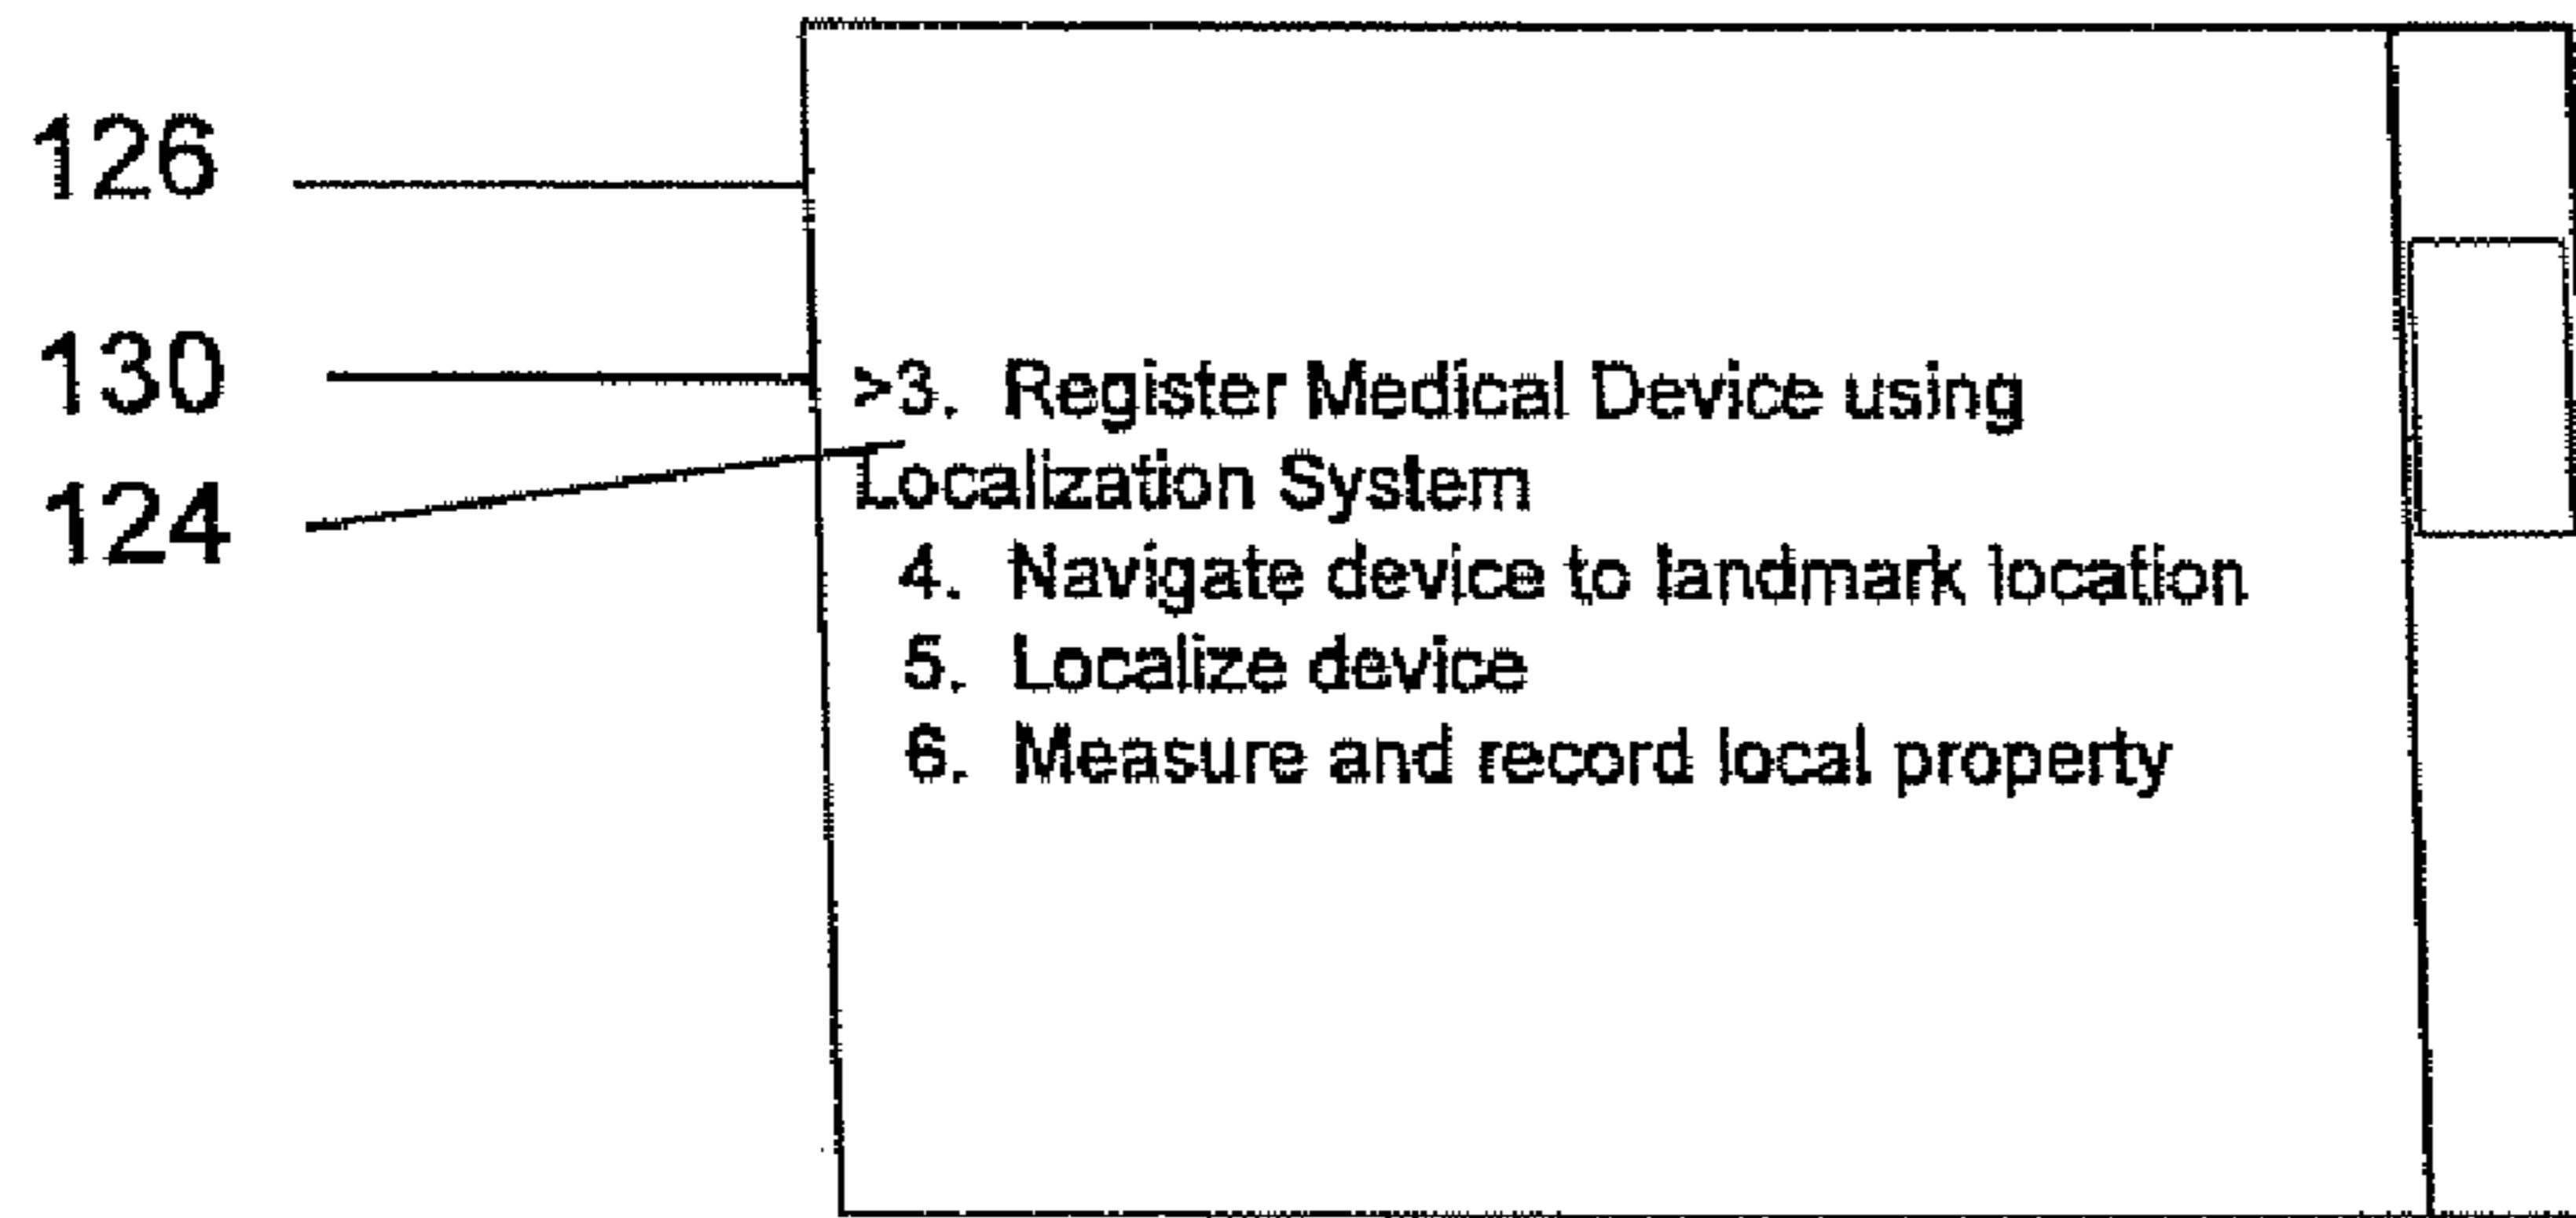 126
130
>3. Register Medical Device using
124
Localization System
4. Navigate device to landmark location
5. Localize device
6. Measure and record local property